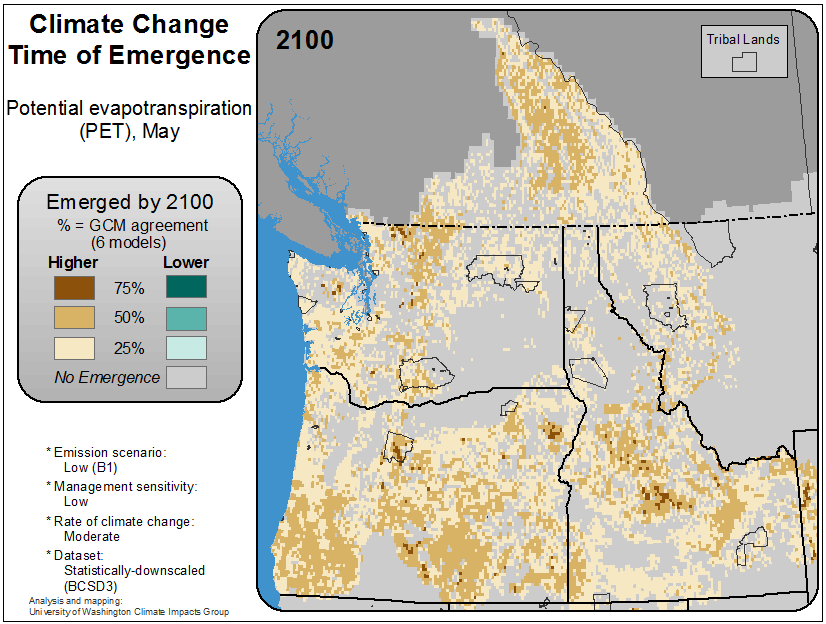 Climate Change
Time of Emergence
Potential evapotranspiration
(PET), May
Emerged by 2100
% = GCM agreement
(6 models)
Higher Lower
75%
50%
25%
No Emergence
* Emission scenario:
Low (B1)
* Management sensitivity:
Low
* Rate of climate change:
Moderate
* Dataset:
Statistically-downscaled
(BCSD3)
Analysis and mapping:
University of Washington Climate Impacts Group
2100
Tribal Lands